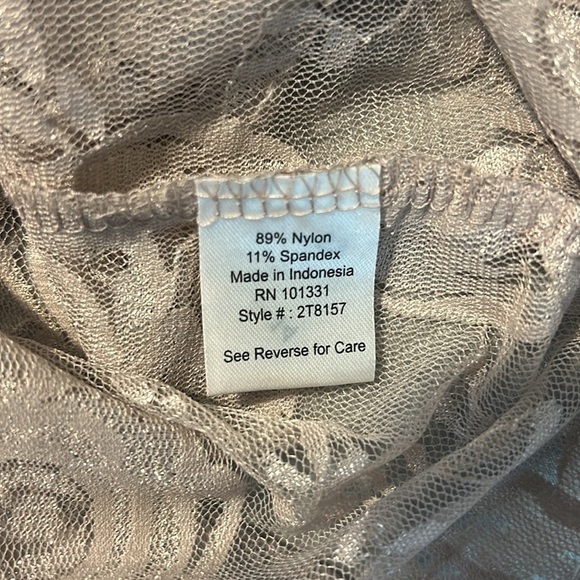 89% Nylon
11% Spandex
Made in Indonesia
RN 101331
Style # : 2T8157
See Reverse for Care